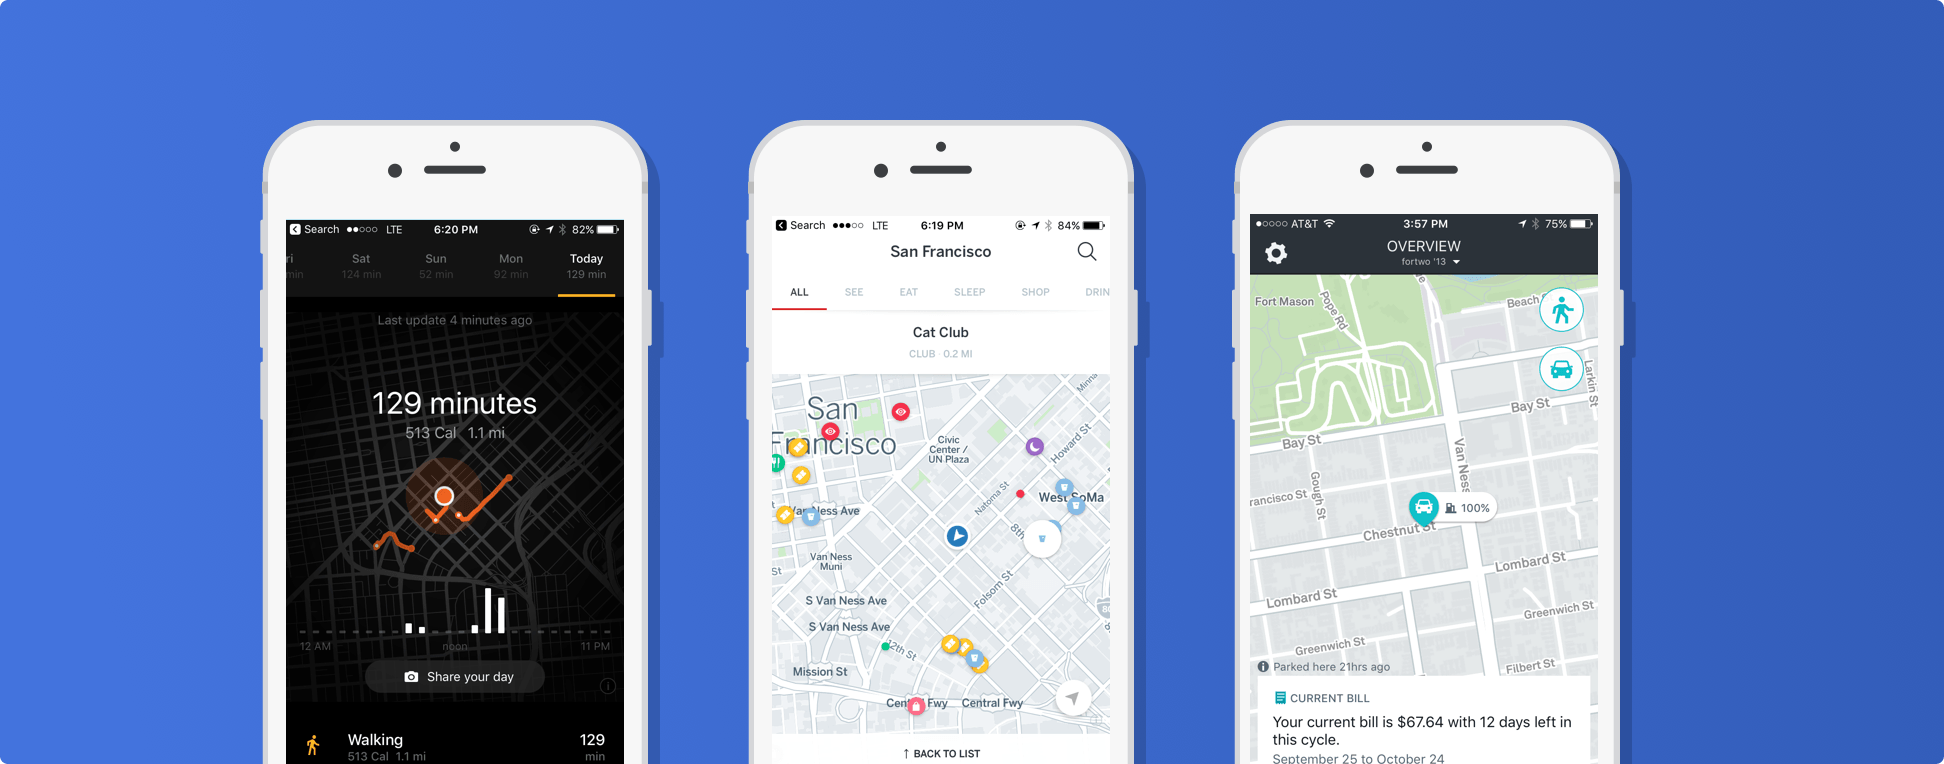 Search LTE 6:20 PM 82%
ri Sat Sun Mon Today
min 124 min 52 min 92 min 129 min
Last update 4 minutes ago
129 minutes
513 Cal 1.1 mi
12 AM noon 11 PM
Share your day
Walking 129
513 Cal 1.1 mi min
Search LTE 6:19 PM 84%
San Francisco
ALL SEE EAT SLEEP SHOP DRIN
Cat Club
CLUB · 0.2 MI
Minna
San
Francisco
Civic
Center /
UN Plaza
Howard St
Natoma St
West SoMa
Van Ness Ave
8th
Van Ness
Muni
St
Folsom St
S Van Ness Ave
80
S Van Ness Ave
12th St
Mission St
Central Fwy Central Fwy
↑ BACK TO LIST
AT&T 3:57 PM 75%
OVERVIEW
fortwo '13
Ve
Fort Mason
Pope Rd
Beach
Larkin St
Bay St
Bay St
Van Ness
Gough St
rancisco St
100%
Chestnut St
Lombard St
Lombard St
Greenwich St
Greenwich St
Filbert St
Parked here 21hrs ago
CURRENT BILL
Your current bill is $67.64 with 12 days left in
this cycle.
September 25 to October 24